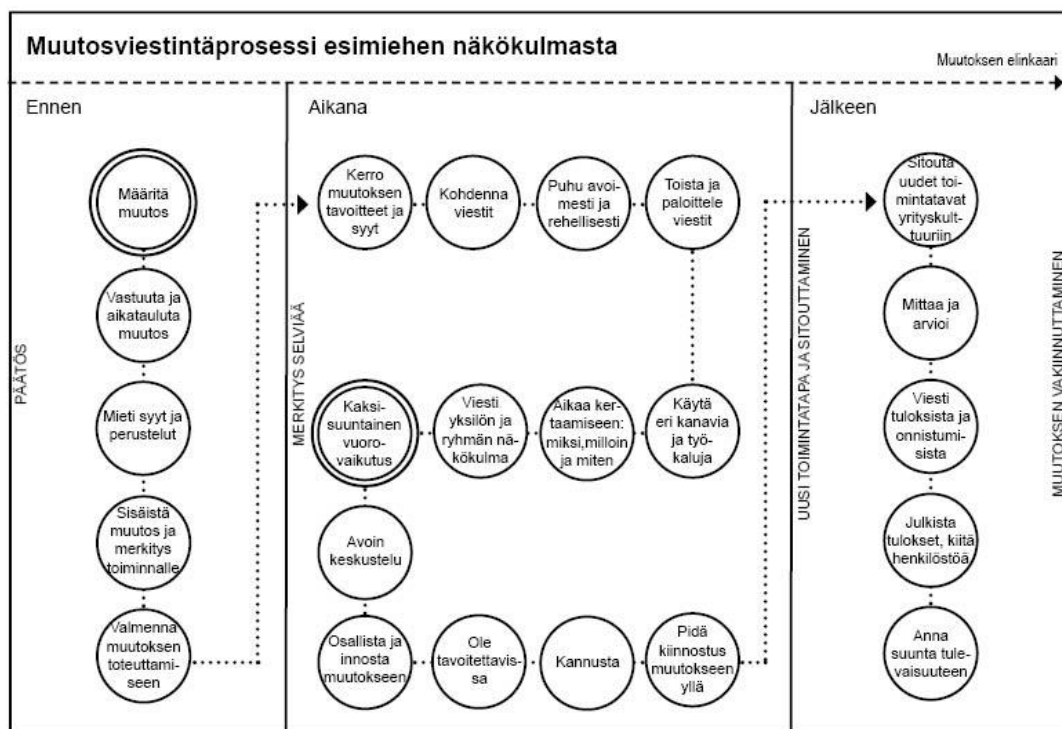 Muutosviestintäprosessi esimiehen näkökulmasta
Muutoksen elinkaari
Ennen
Aikana
Jälkeen
PÄÄTÖS
Määritä
muutos
Vastuuta ja
aikatauluta
muutos
Mieti syyt ja
perustelut
Sisäistä
muutos ja
merkitys
toiminnalle
Valmenna
muutoksen
toteuttami-
seen
MERKITYS SELVIÄÄ
Kerro
muutoksen
tavoitteet ja
syyt
Kohdenna
viestit
Puhu avoi-
mesti ja
rehellisesti
Toista ja
paloittele
viestit
Käytä
eri kanavia
ja työ-
kaluja
Aikaa ker-
taamiseen:
miksi,milloin
ja miten
Viesti
yksilön ja
ryhmän nä-
kökulma
Kaksi-
suuntainen
vuoro-
vaikutus
Avoin
keskustelu
Osallista ja
innosta
muutokseen
Ole
tavoitettavis-
sa
Kannusta
Pidä
kiinnostus
muutokseen
yllä
UUSI TOIMINTATAPA JA SITOUTTAMINEN
Sitouta
uudet toi-
mintatavat
yrityskult-
tuuriin
Mittaa ja
arvioi
Viesti
tuloksista ja
onnistumi-
sista
Julkista
tulokset, kiitä
henkilöstöä
Anna
suunta tule-
vaisuuteen
MUUTOKSEN VAKIINNUTTAMINEN